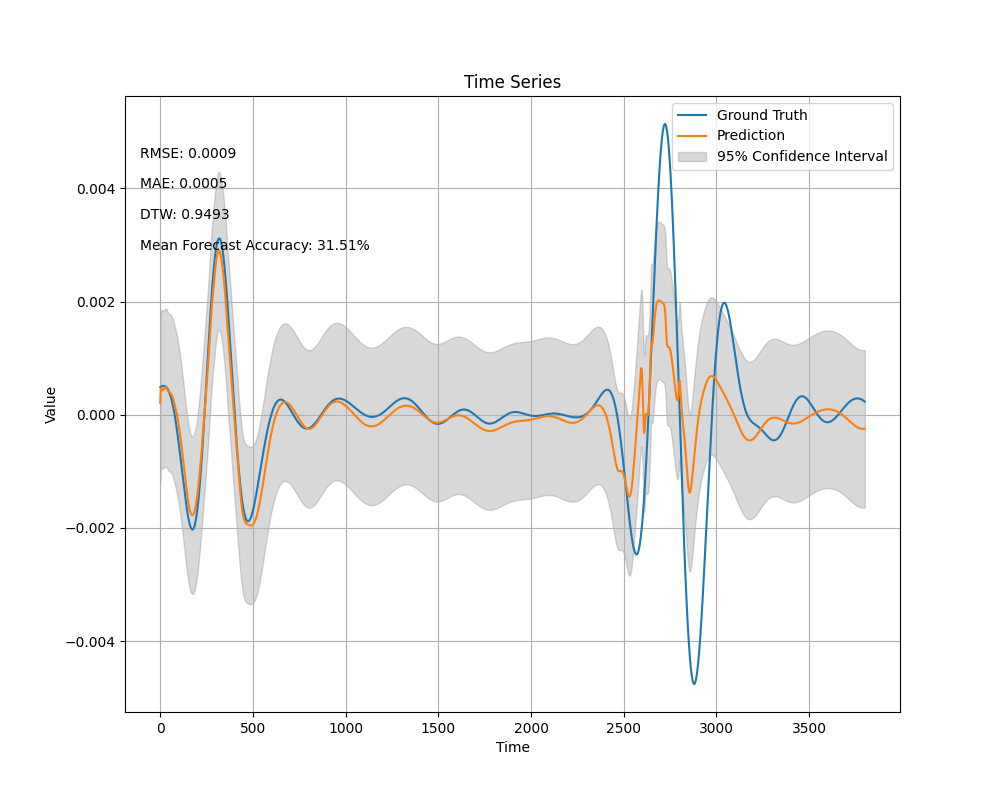 Time Series
Ground Truth
Prediction
95% Confidence Interval
RMSE: 0.0009
MAE: 0.0005
DTW: 0.9493
Mean Forecast Accuracy: 31.51%
Value
0.004
0.002
0.000
−0.002
−0.004
0 500 1000 1500 2000 2500 3000 3500
Time